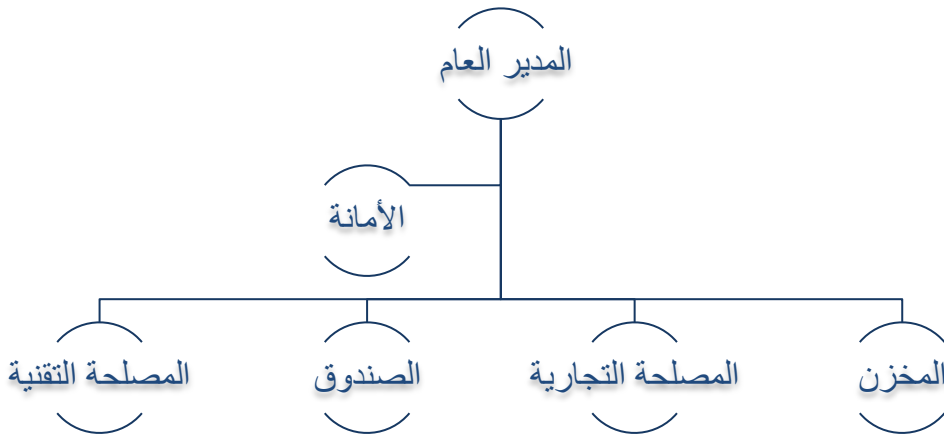 المدير العام
الأمانة
المخزن
المصلحة التجارية
الصندوق
المصلحة التقنية